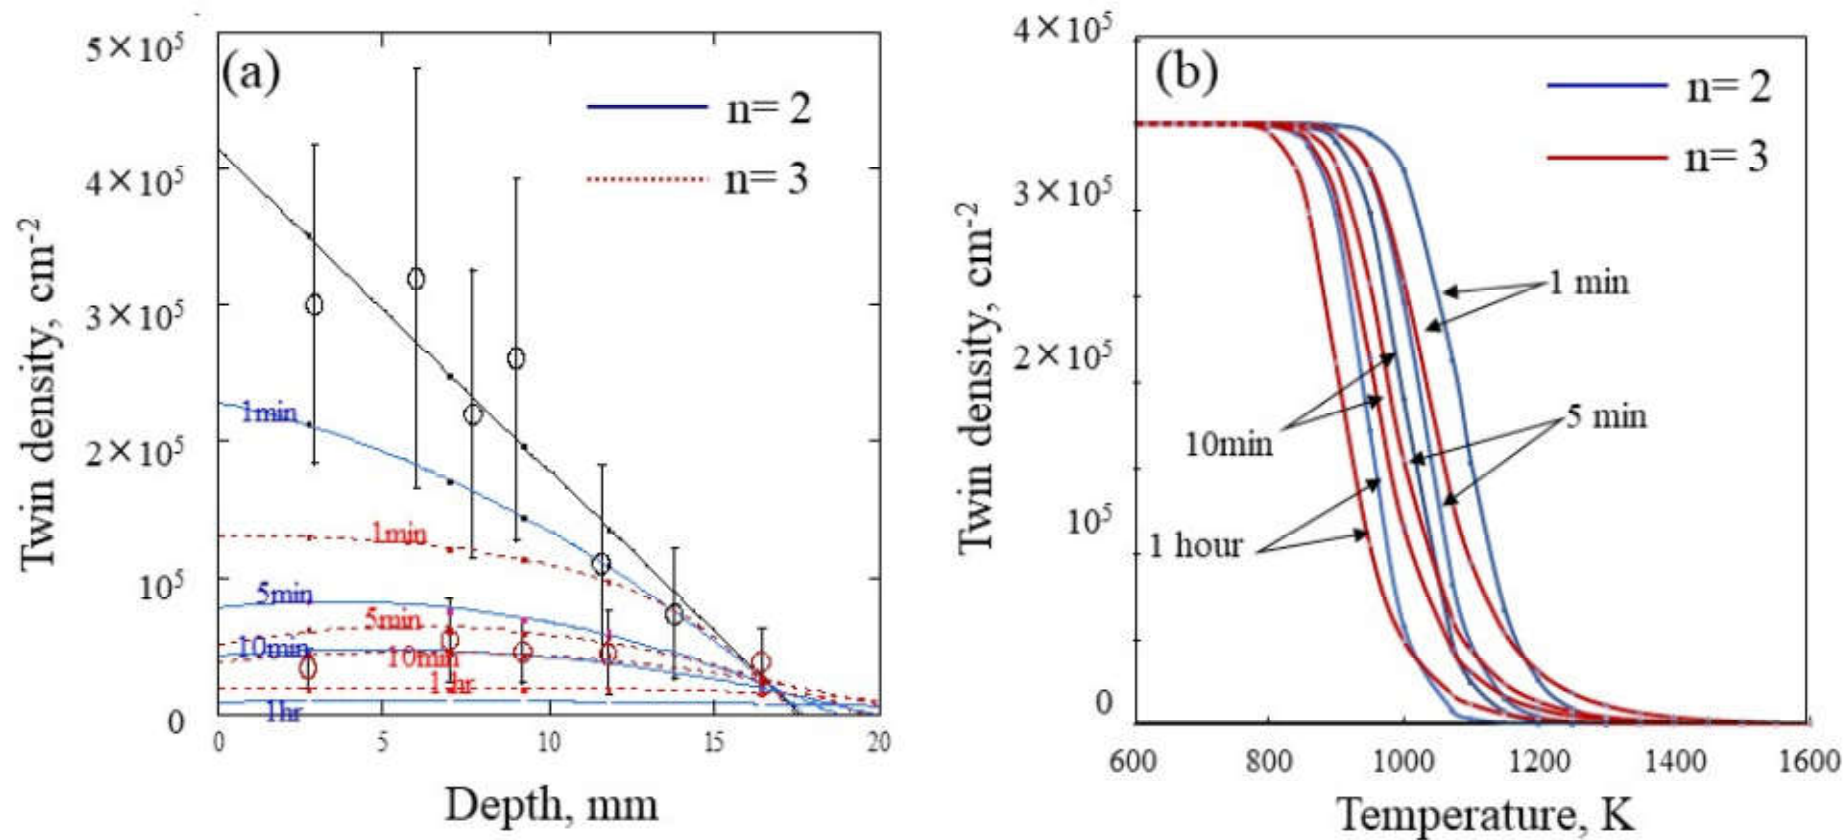 (a)
n= 2
n= 3
5×10⁵
4×10⁵
3×10⁵
2×10⁵
10⁵
0
Twin density, cm⁻²
1min
1min
5min
5min
10min
10min
1 hr
1hr
0 5 10 15 20
Depth, mm
(b)
n= 2
n= 3
4×10⁵
3×10⁵
2×10⁵
10⁵
0
Twin density, cm⁻²
1 min
5 min
10min
1 hour
600 800 1000 1200 1400 1600
Temperature, K